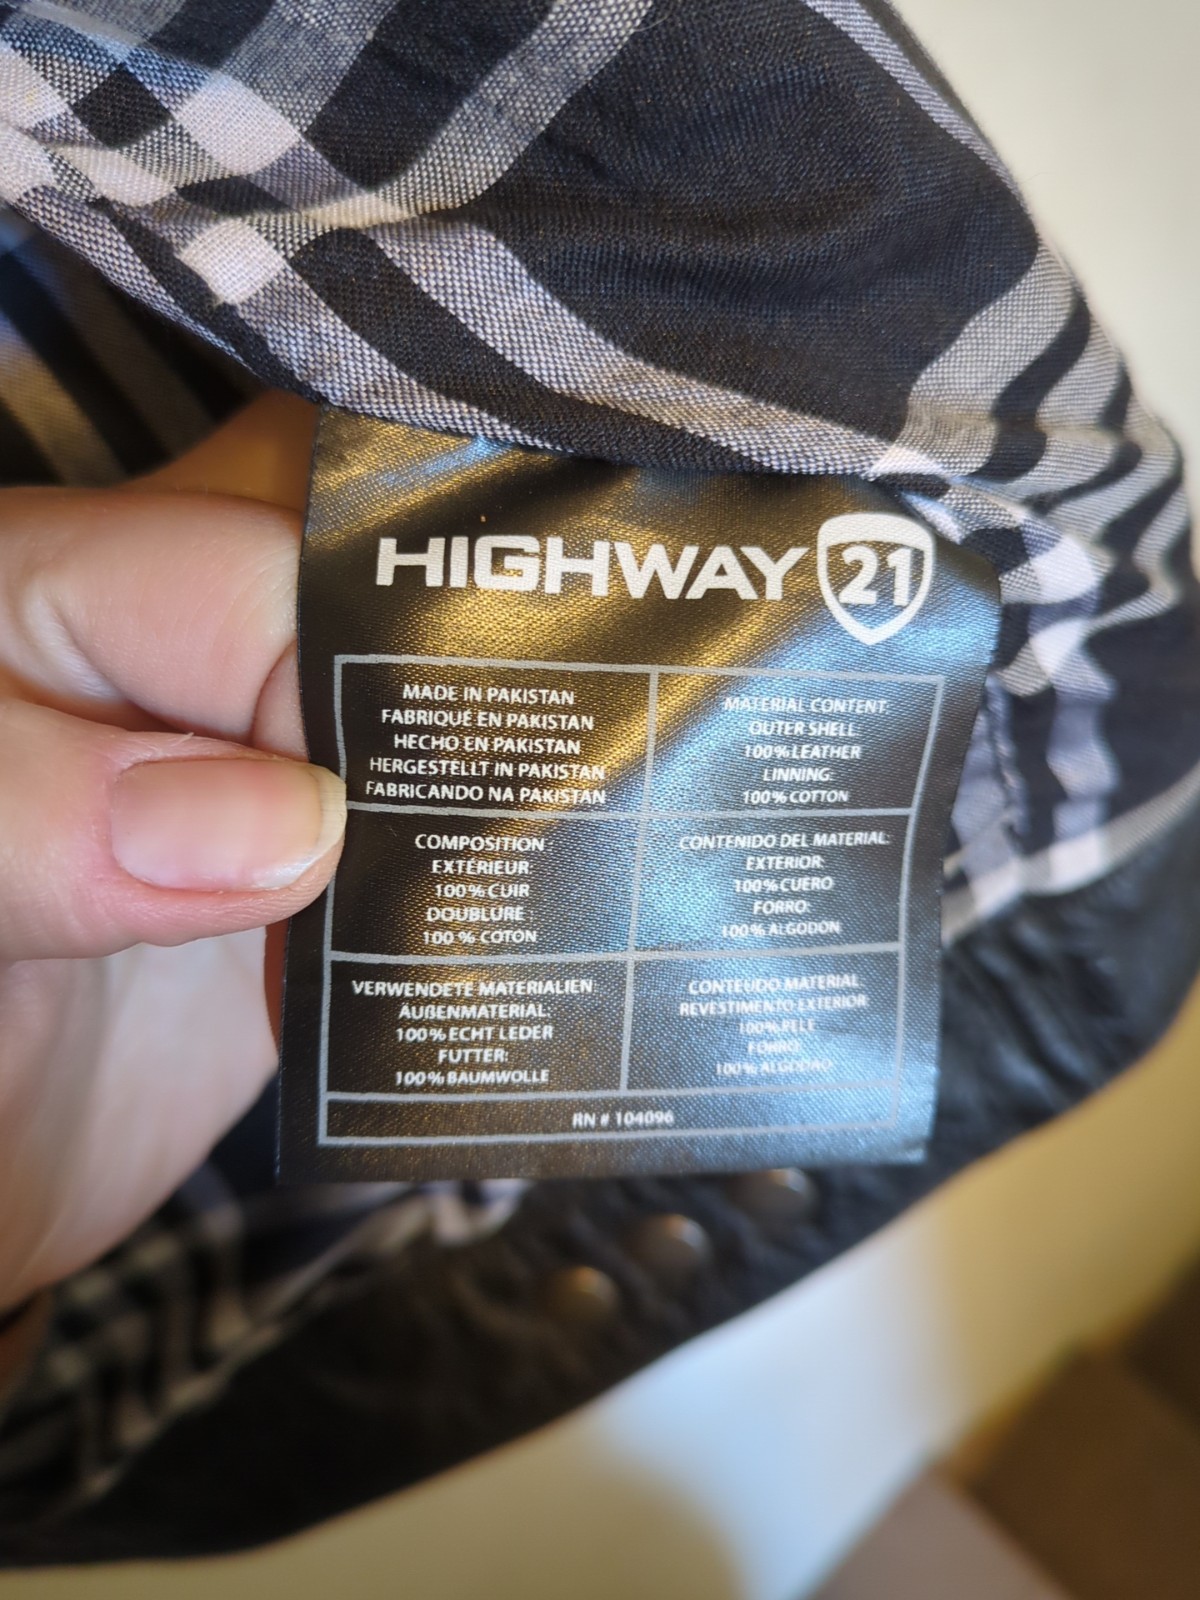 HIGHWAY 21
MADE IN PAKISTAN
FABRIQUÉ EN PAKISTAN
HECHO EN PAKISTAN
HERGESTELLT IN PAKISTAN
FABRICANDO NA PAKISTAN
MATERIAL CONTENT:
OUTER SHELL:
100% LEATHER
LINNING:
100% COTTON
COMPOSITION :
EXTÉRIEUR:
100% CUIR
DOUBLURE :
100 % COTON
CONTENIDO DEL MATERIAL:
EXTERIOR:
100% CUERO
FORRO:
100% ALGODON
VERWENDETE MATERIALIEN
AUßENMATERIAL:
100% ECHT LEDER
FUTTER:
100% BAUMWOLLE
CONTEUDO MATERIAL
REVESTIMENTO EXTERIOR
100% PELE
FORRO:
100% ALGODAO
RN # 104096